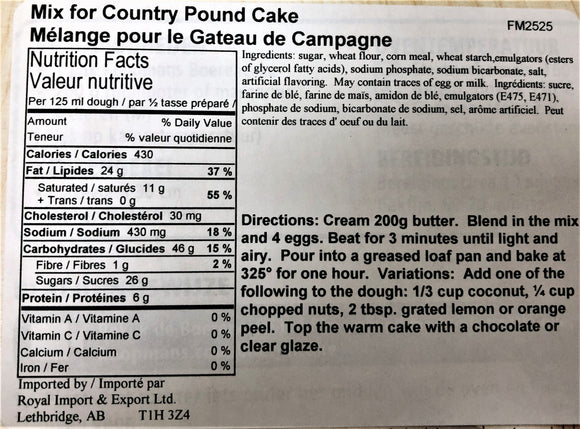 Mix for Country Pound Cake
FM2525
Mélange pour le Gateau de Campagne
Nutrition Facts
Valeur nutritive
Per 125 ml dough / par ½ tasse préparé /
Amount % Daily Value
Teneur % valeur quotidienne
Calories / Calories 430
Fat / Lipides 24 g 37 %
Saturated / saturés 11 g
+ Trans / trans 0 g 55 %
Cholesterol / Cholestérol 30 mg
Sodium / Sodium 430 mg 18 %
Carbohydrates / Glucides 46 g 15 %
Fibre / Fibres 1 g 2 %
Sugars / Sucres 26 g
Protein / Protéines 6 g
Vitamin A / Vitamine A 0 %
Vitamin C / Vitamine C 0 %
Calcium / Calcium 0 %
Iron / Fer 0 %
Imported by / Importé par
Royal Import & Export Ltd.
Lethbridge, AB T1H 3Z4
Ingredients: sugar, wheat flour, corn meal, wheat starch,emulgators (esters
of glycerol fatty acids), sodium phosphate, sodium bicarbonate, salt,
artificial flavoring. May contain traces of egg or milk. Ingrédients: sucre,
farine de blé, farine de maïs, amidon de blé, emulgators (E475, E471),
phosphate de sodium, bicarbonate de sodium, sel, arôme artificiel. Peut
contenir des traces d' oeuf ou du lait.
Directions: Cream 200g butter. Blend in the mix
and 4 eggs. Beat for 3 minutes until light and
airy. Pour into a greased loaf pan and bake at
325° for one hour. Variations: Add one of the
following to the dough: 1/3 cup coconut, ¼ cup
chopped nuts, 2 tbsp. grated lemon or orange
peel. Top the warm cake with a chocolate or
clear glaze.